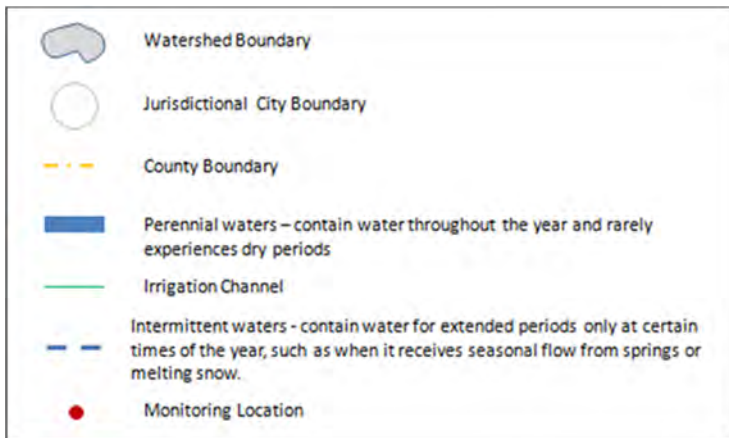 Watershed Boundary
Jurisdictional City Boundary
County Boundary
Perennial waters – contain water throughout the year and rarely
experiences dry periods
Irrigation Channel
Intermittent waters - contain water for extended periods only at certain
times of the year, such as when it receives seasonal flow from springs or
melting snow.
Monitoring Location